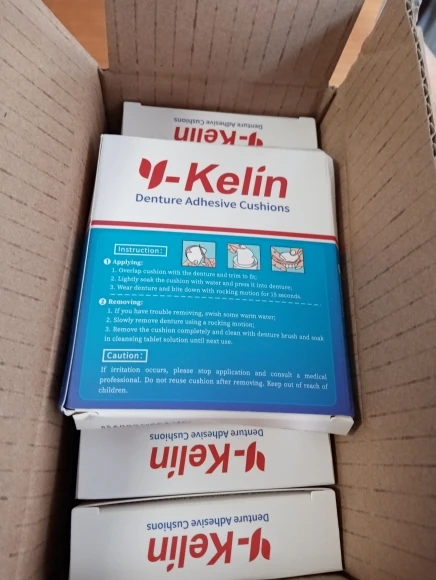 Denture Adhesive Cushions
Y-Kelin
Y-Kelin
Denture Adhesive Cushions
Instruction:
1 Applying:
1. Overlap cushion with the denture and trim to fit;
2. Lightly soak the cushion with water and press it into denture;
3. Wear denture and bite down with rocking motion for 15 seconds.
2 Removing:
1. If you have trouble removing, swish some warm water;
2. Slowly remove denture using a rocking motion;
3. Remove the cushion completely and clean with denture brush and soak
in cleansing tablet solution until next use.
Caution:
If irritation occurs, please stop application and consult a medical
professional. Do not reuse cushion after removing. Keep out of reach of
children.
Denture Adhesive Cushions
Y-Kelin
Denture Adhesive Cushions
Y-Kelin